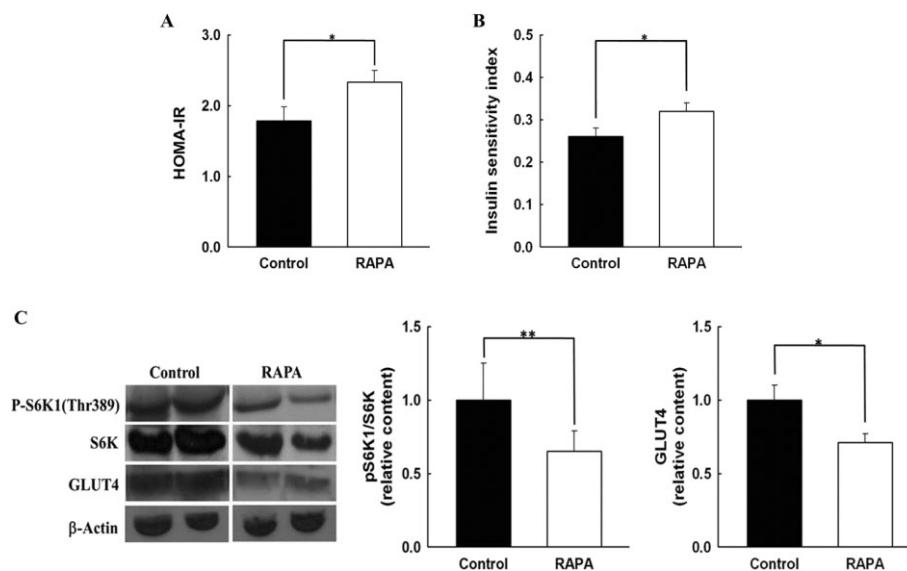 A
3.0
2.0
1.0
0.0
HOMA-IR
*
Control RAPA
B
0.5
0.4
0.3
0.2
0.1
0.0
Insulin sensitivity index
*
Control RAPA
C
Control RAPA
P-S6K1(Thr389)
S6K
GLUT4
β-Actin
1.5
1.0
0.5
0.0
pS6K1/S6K
(relative content)
**
Control RAPA
1.5
1.0
0.5
0.0
GLUT4
(relative content)
*
Control RAPA